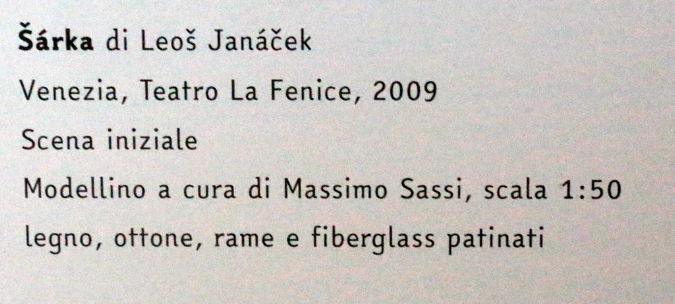 Šárka di Leoš Janáček
Venezia, Teatro La Fenice, 2009
Scena iniziale
Modellino a cura di Massimo Sassi, scala 1:50
legno, ottone, rame e fiberglass patinati